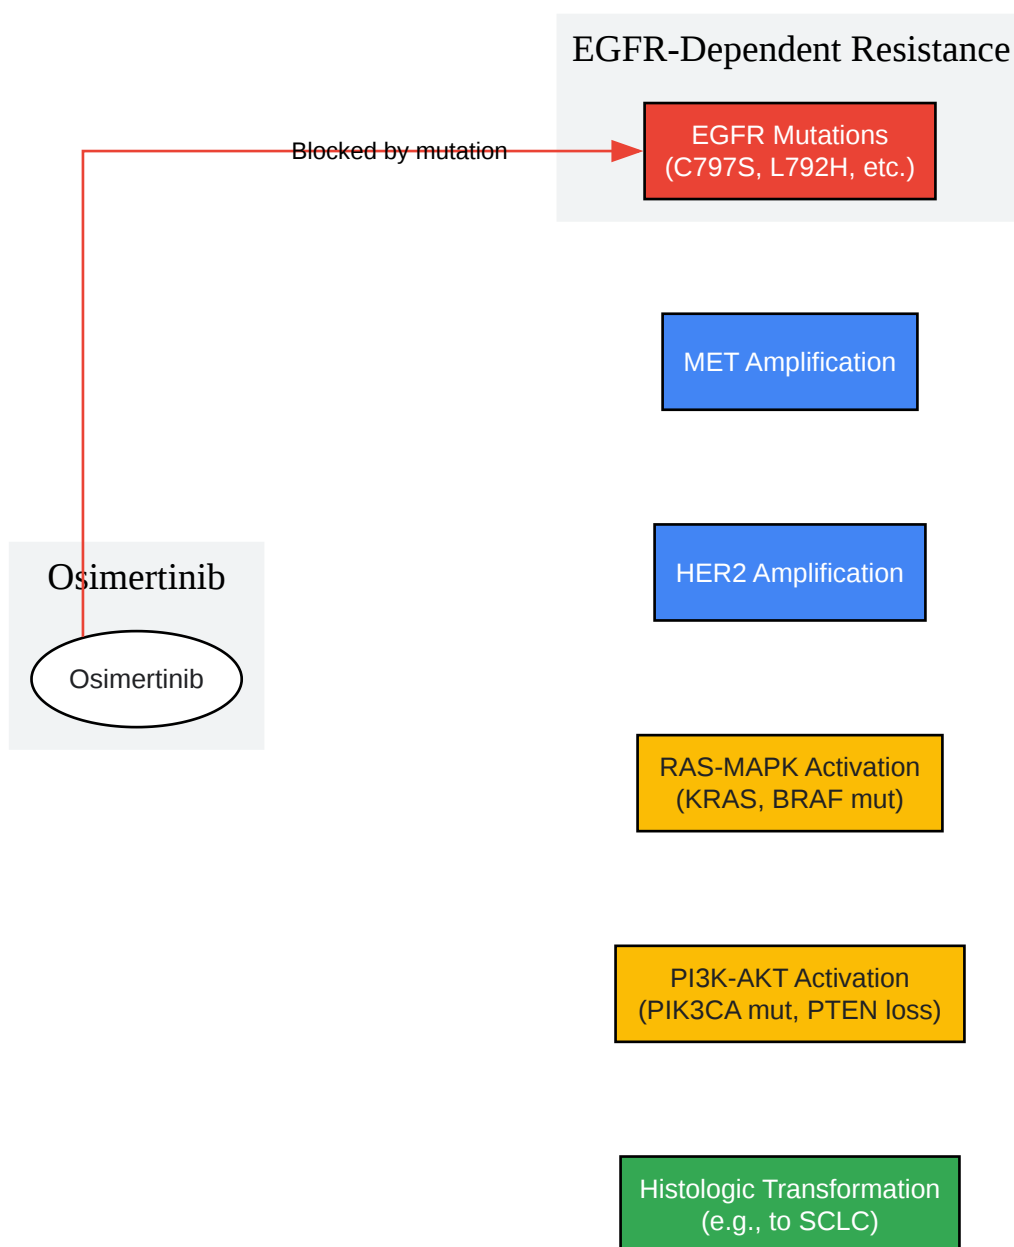 EGFR-Dependent Resistance
EGFR Mutations
(C797S, L792H, etc.)
Blocked by mutation
MET Amplification
HER2 Amplification
Osimertinib
Osimertinib
RAS-MAPK Activation
(KRAS, BRAF mut)
PI3K-AKT Activation
(PIK3CA mut, PTEN loss)
Histologic Transformation
(e.g., to SCLC)